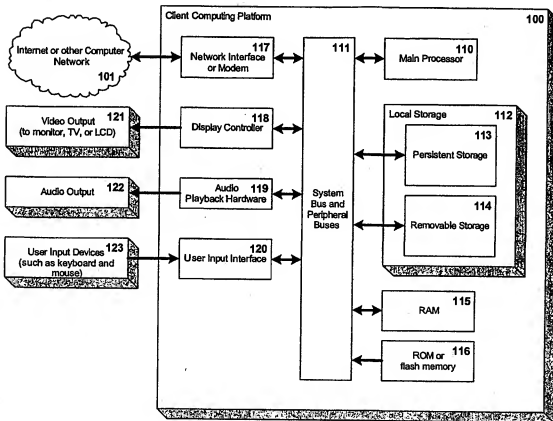 Client Computing Platform 100
Internet or other Computer
Network
101
117
Network Interface
or Modem
111
System
Bus and
Peripheral
Buses
110
Main Processor
Video Output 121
(to monitor, TV, or LCD)
118
Display Controller
Local Storage 112
113
Persistent Storage
114
Removable Storage
Audio Output 122
Audio 119
Playback Hardware
User Input Devices 123
(such as keyboard and
mouse)
120
User Input Interface
115
RAM
ROM or 116
flash memory